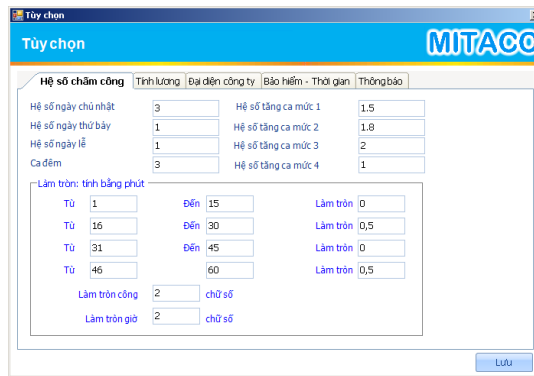 Tùy chọn
Tùy chọn MITACO
Hệ số chấm công Tính lương Đại diện công ty Bảo hiểm - Thời gian Thông báo
Hệ số ngày chủ nhật 3 Hệ số tăng ca mức 1 1.5
Hệ số ngày thứ bảy 1 Hệ số tăng ca mức 2 1.8
Hệ số ngày lễ 1 Hệ số tăng ca mức 3 2
Ca đêm 3 Hệ số tăng ca mức 4 1
Làm tròn: tính bằng phút
Từ 1 Đến 15 Làm tròn 0
Từ 16 Đến 30 Làm tròn 0,5
Từ 31 Đến 45 Làm tròn 0
Từ 46 60 Làm tròn 0,5
Làm tròn công 2 chữ số
Làm tròn giờ 2 chữ số
Lưu